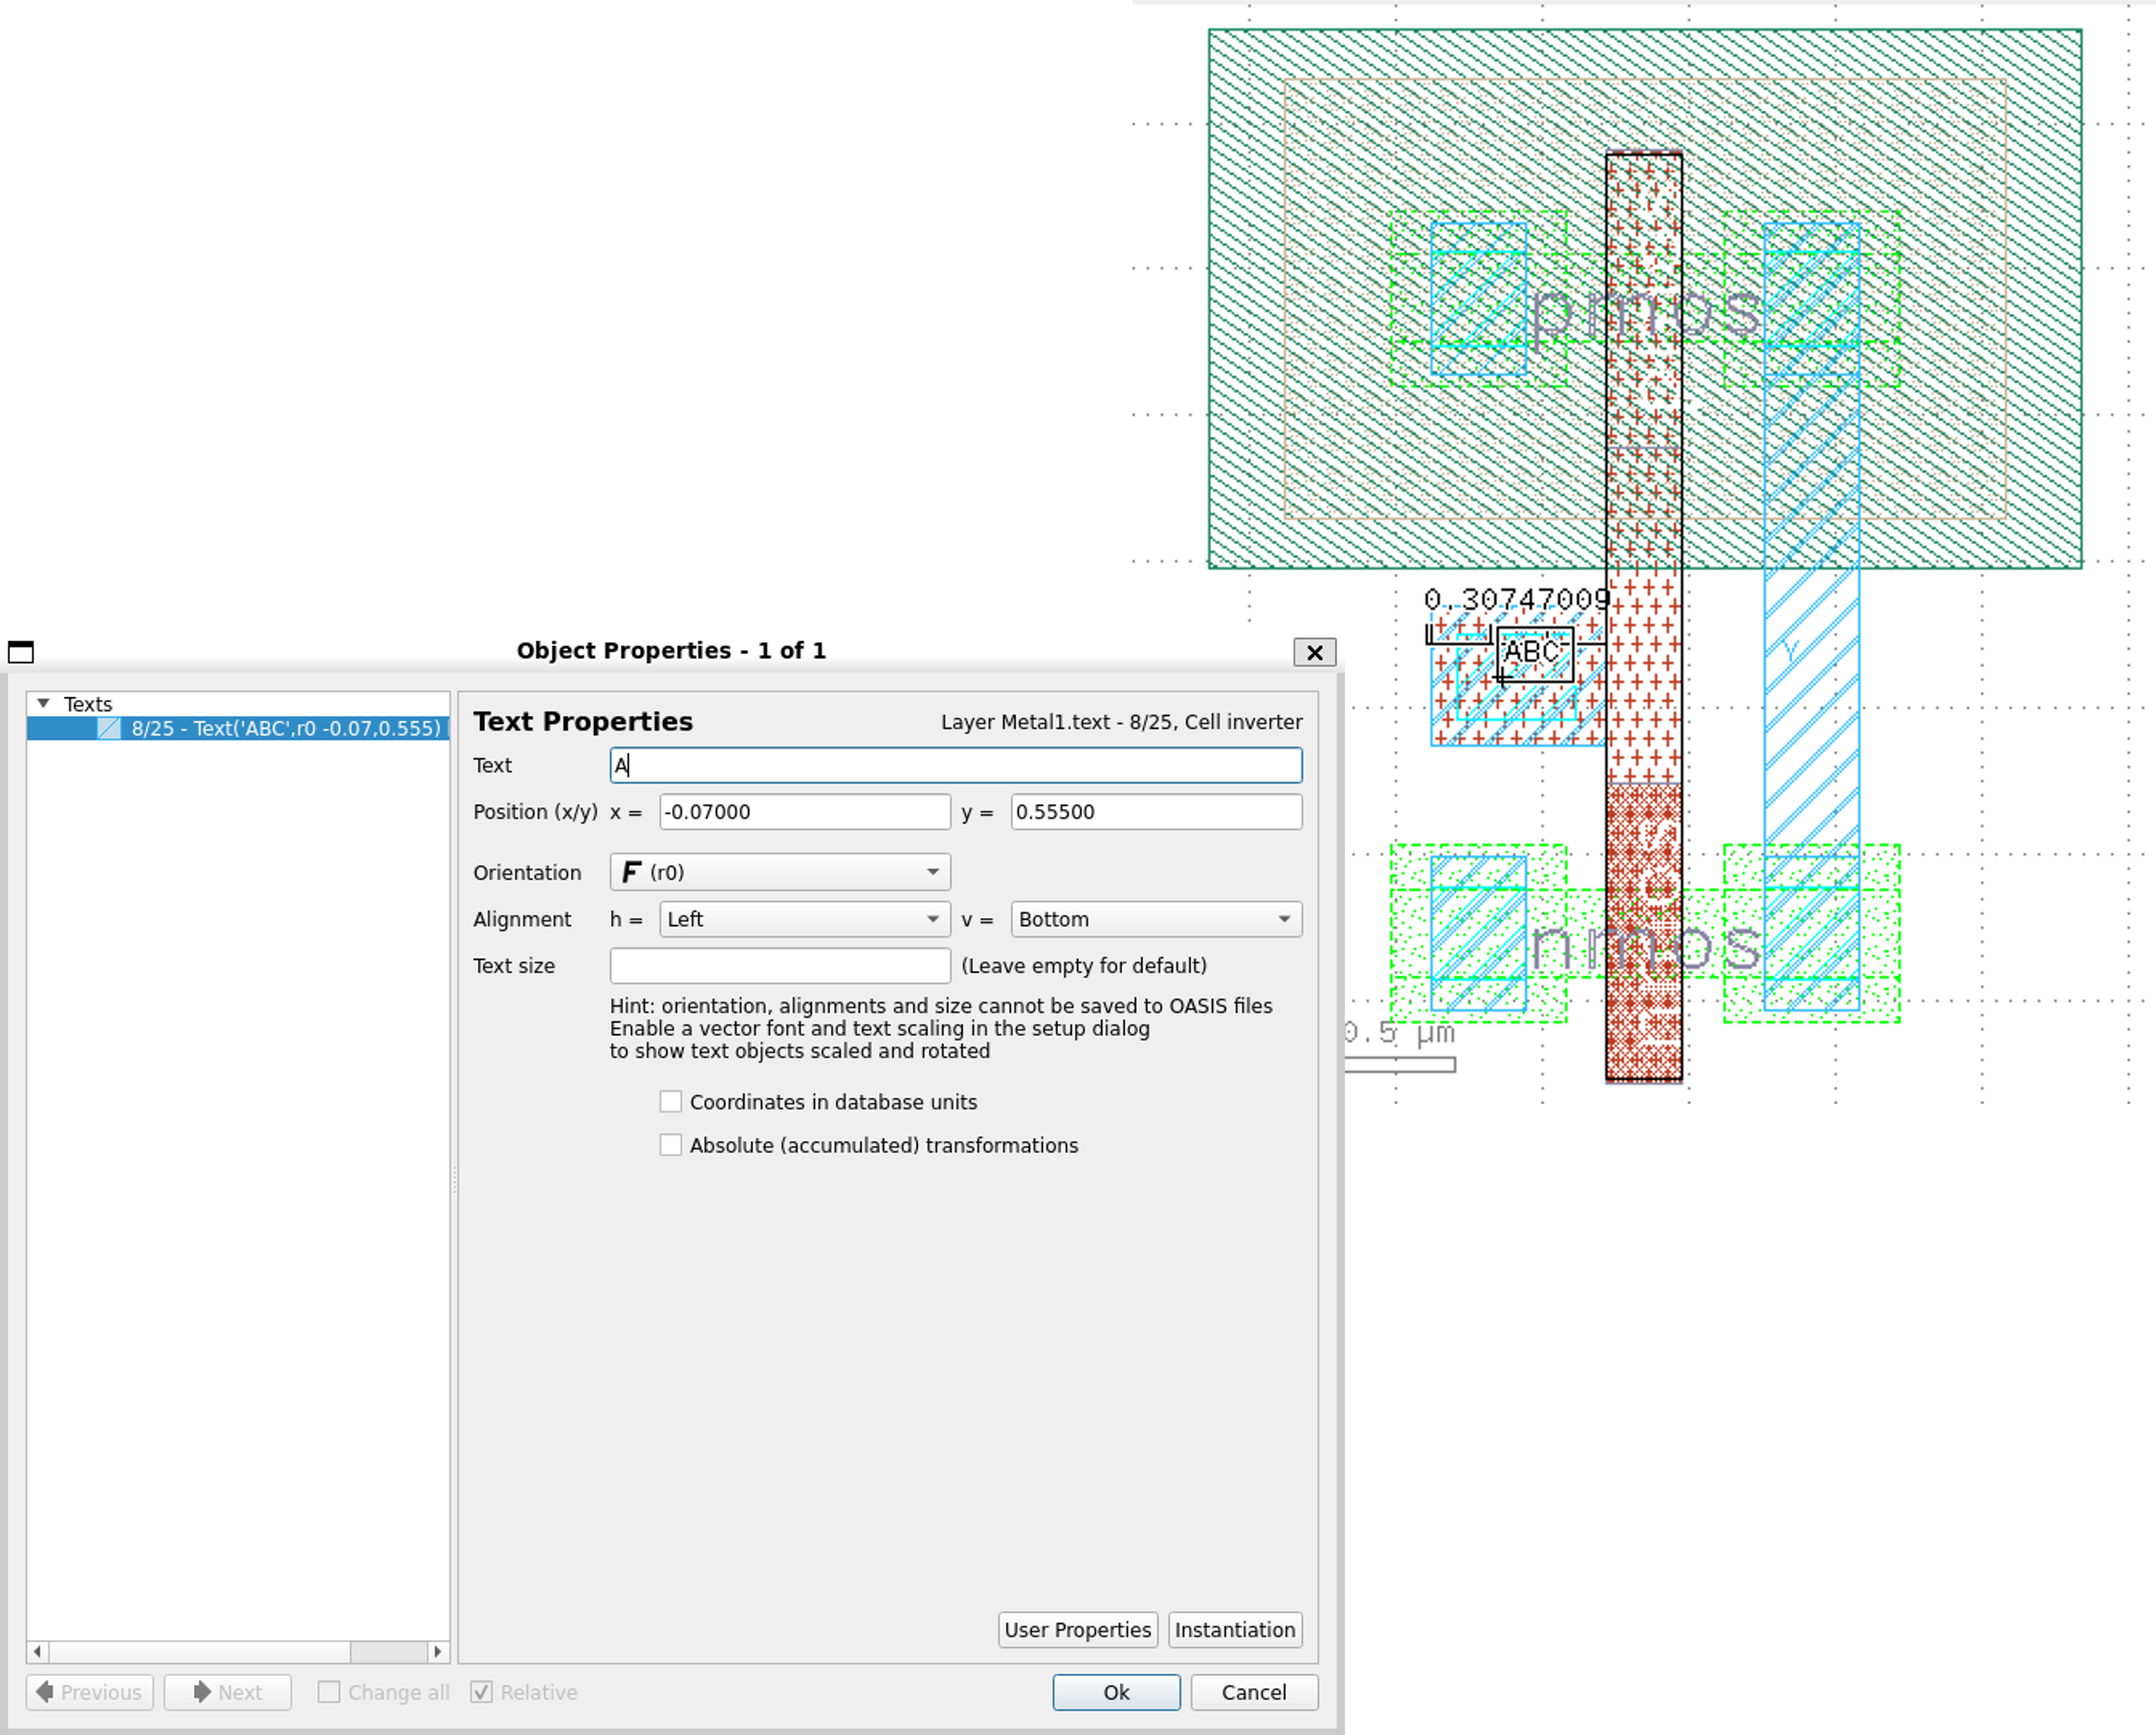 Object Properties - 1 of 1
Texts
8/25 - Text('ABC',r0 -0.07,0.555)
Text Properties
Layer Metal1.text - 8/25, Cell inverter
Text
A
Position (x/y) x = -0.07000 y = 0.55500
Orientation F (r0)
Alignment h = Left v = Bottom
Text size (Leave empty for default)
Hint: orientation, alignments and size cannot be saved to OASIS files
Enable a vector font and text scaling in the setup dialog
to show text objects scaled and rotated
Coordinates in database units
Absolute (accumulated) transformations
User Properties
Instantiation
Previous
Next
Change all
Relative
Ok
Cancel
pmos
0.30747009
ABC
Y
nmos
0.5 µm